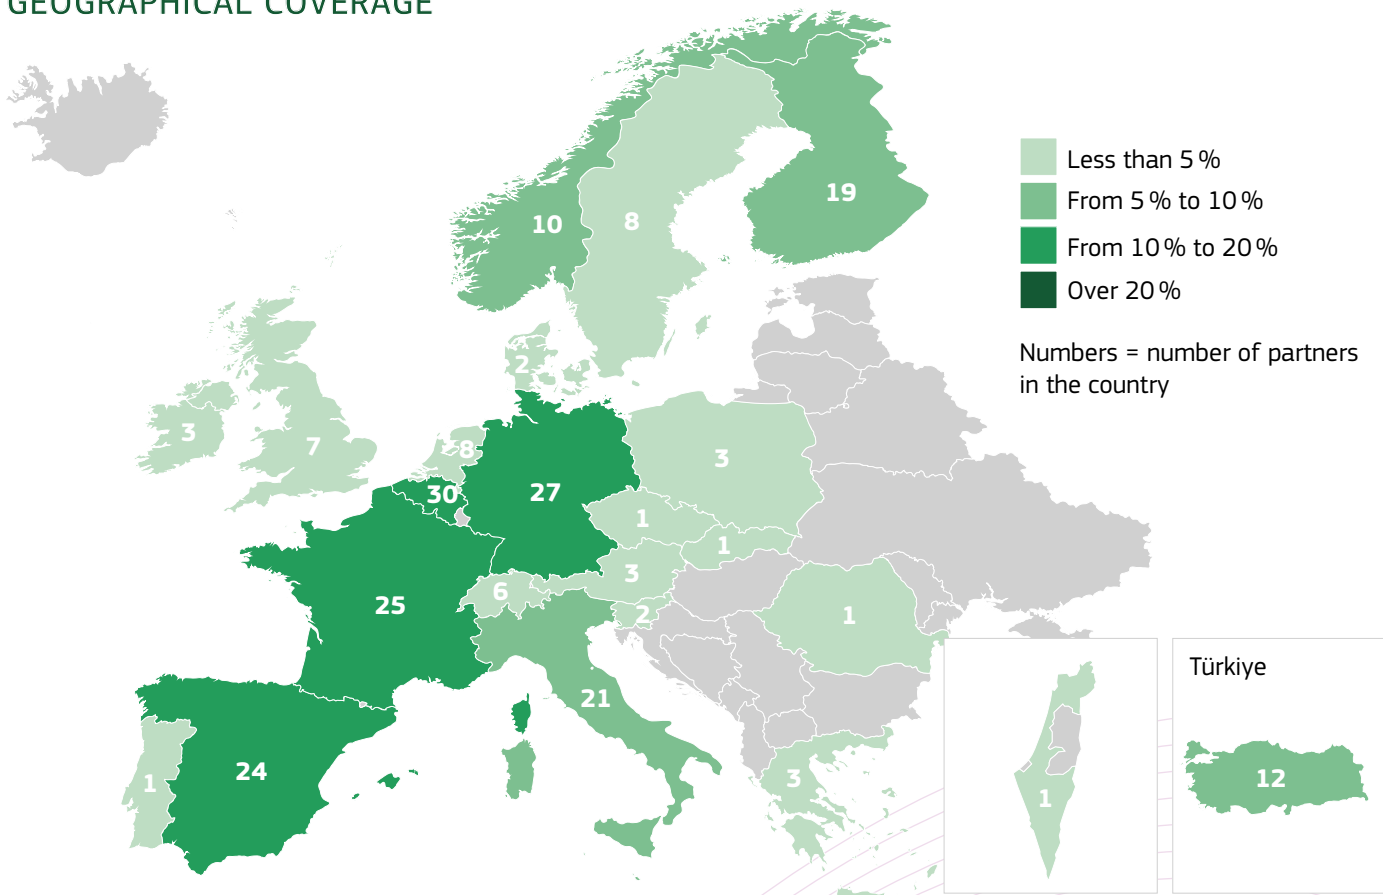 GEOGRAPHICAL COVERAGE
Less than 5 %
From 5 % to 10 %
From 10 % to 20 %
Over 20 %
Numbers = number of partners
in the country
19
10
8
2
3
7
8
3
30
27
1
1
3
6
2
25
1
21
24
1
3
1
Türkiye
12